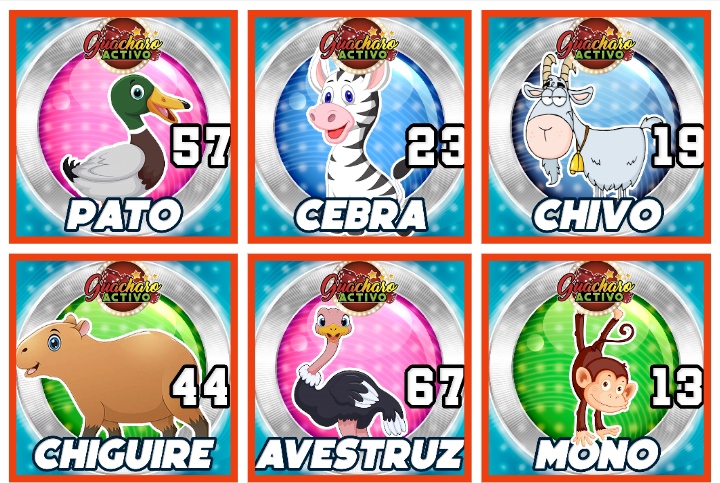 Guacharo
ACTIVO
57
PATO
Guacharo
ACTIVO
23
CEBRA
Guacharo
ACTIVO
19
CHIVO
Guacharo
ACTIVO
44
CHIGUIRE
Guacharo
ACTIVO
67
AVESTRUZ
Guacharo
ACTIVO
13
MONO